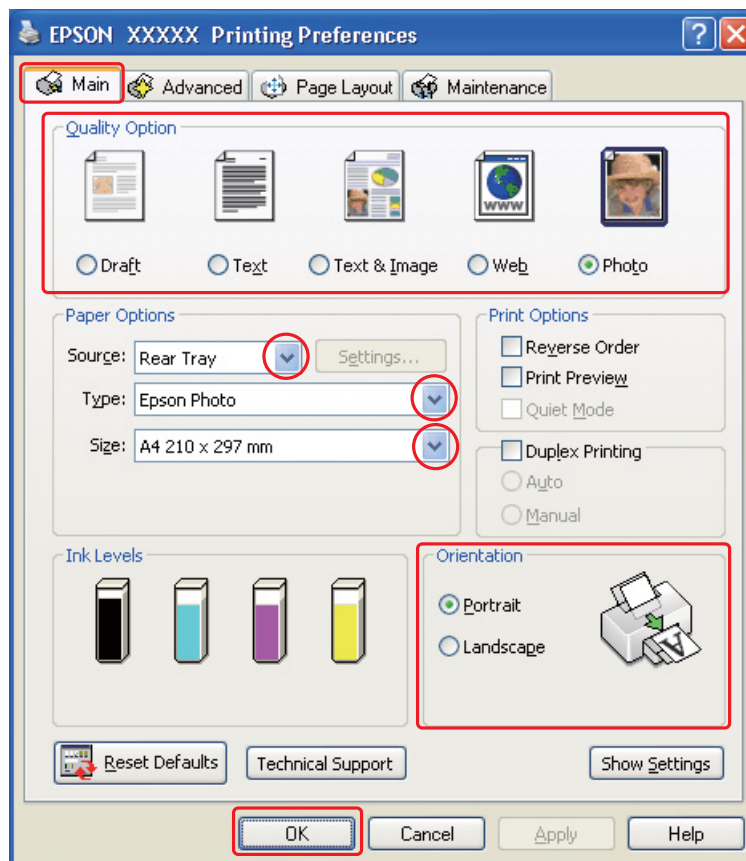 EPSON XXXXX Printing Preferences
?
Main
Advanced
Page Layout
Maintenance
Quality Option
WWW
Draft
Text
Text & Image
Web
Photo
Paper Options
Source: Rear Tray
Settings...
Type: Epson Photo
Size: A4 210 x 297 mm
Print Options
Reverse Order
Print Preview
Quiet Mode
Duplex Printing
Auto
Manual
Ink Levels
Orientation
Portrait
Landscape
A
Reset Defaults
Technical Support
Show Settings
OK
Cancel
Apply
Help